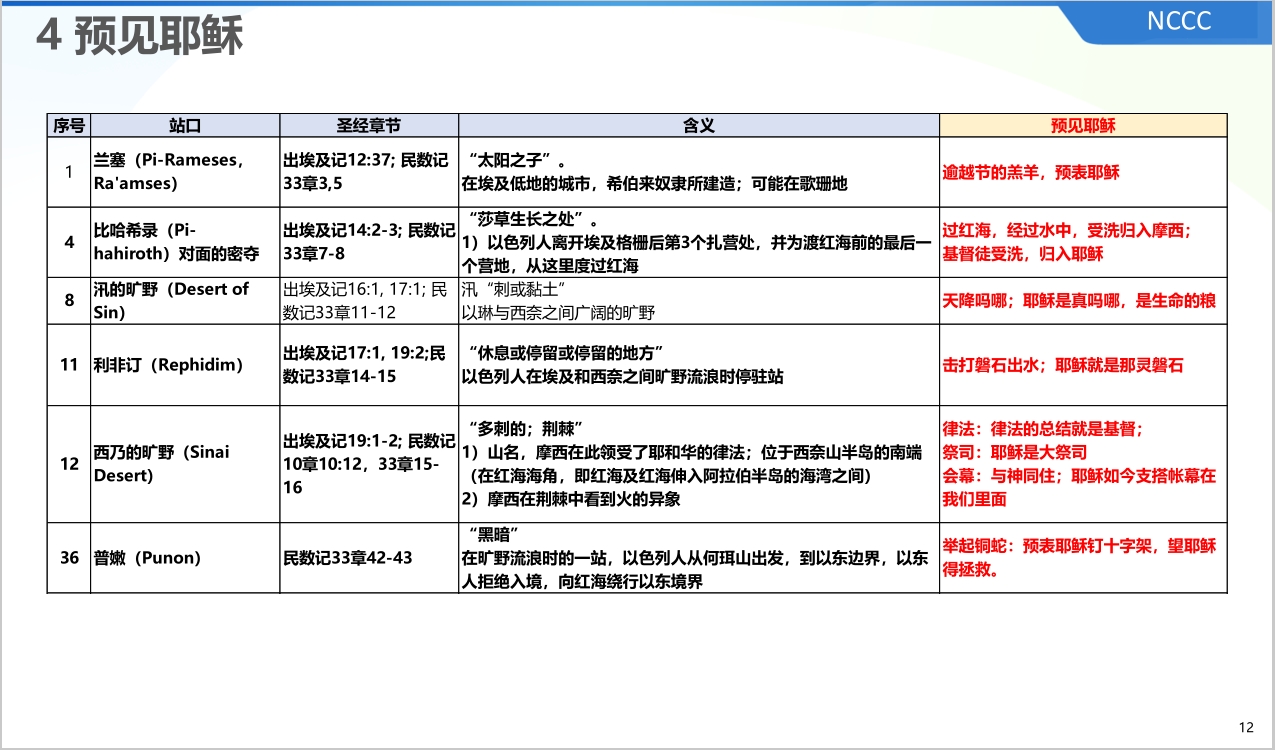 4 预见耶稣
NCCC
序号 站口 圣经章节 含义 预见耶稣
1
兰塞（Pi-Rameses，
Ra'amses）
出埃及记12:37; 民数记
33章3,5
“太阳之子”。
在埃及低地的城市，希伯来奴隶所建造；可能在歌珊地
逾越节的羔羊，预表耶稣
4
比哈希录（Pi-
hahiroth）对面的密夺
出埃及记14:2-3; 民数记
33章7-8
“莎草生长之处”。
1）以色列人离开埃及格栅后第3个扎营处，并为渡红海前的最后一
个营地，从这里度过红海
过红海，经过水中，受洗归入摩西；
基督徒受洗，归入耶稣
8
汛的旷野（Desert of
Sin）
出埃及记16:1, 17:1; 民
数记33章11-12
汛“刺或黏土”
以琳与西奈之间广阔的旷野
天降吗哪；耶稣是真吗哪，是生命的粮
11
利非订（Rephidim）
出埃及记17:1, 19:2;民
数记33章14-15
“休息或停留或停留的地方”
以色列人在埃及和西奈之间旷野流浪时停驻站
击打磐石出水；耶稣就是那灵磐石
12
西乃的旷野（Sinai
Desert)
出埃及记19:1-2; 民数记
10章10:12，33章15-
16
“多刺的；荆棘”
1）山名，摩西在此领受了耶和华的律法；位于西奈山半岛的南端
（在红海海角，即红海及红海伸入阿拉伯半岛的海湾之间）
2）摩西在荆棘中看到火的异象
律法：律法的总结就是基督；
祭司：耶稣是大祭司
会幕：与神同住；耶稣如今支搭帐幕在
我们里面
36
普嫩（Punon）
民数记33章42-43
“黑暗”
在旷野流浪时的一站，以色列人从何珥山出发，到以东边界，以东
人拒绝入境，向红海绕行以东境界
举起铜蛇：预表耶稣钉十字架，望耶稣
得拯救。
12